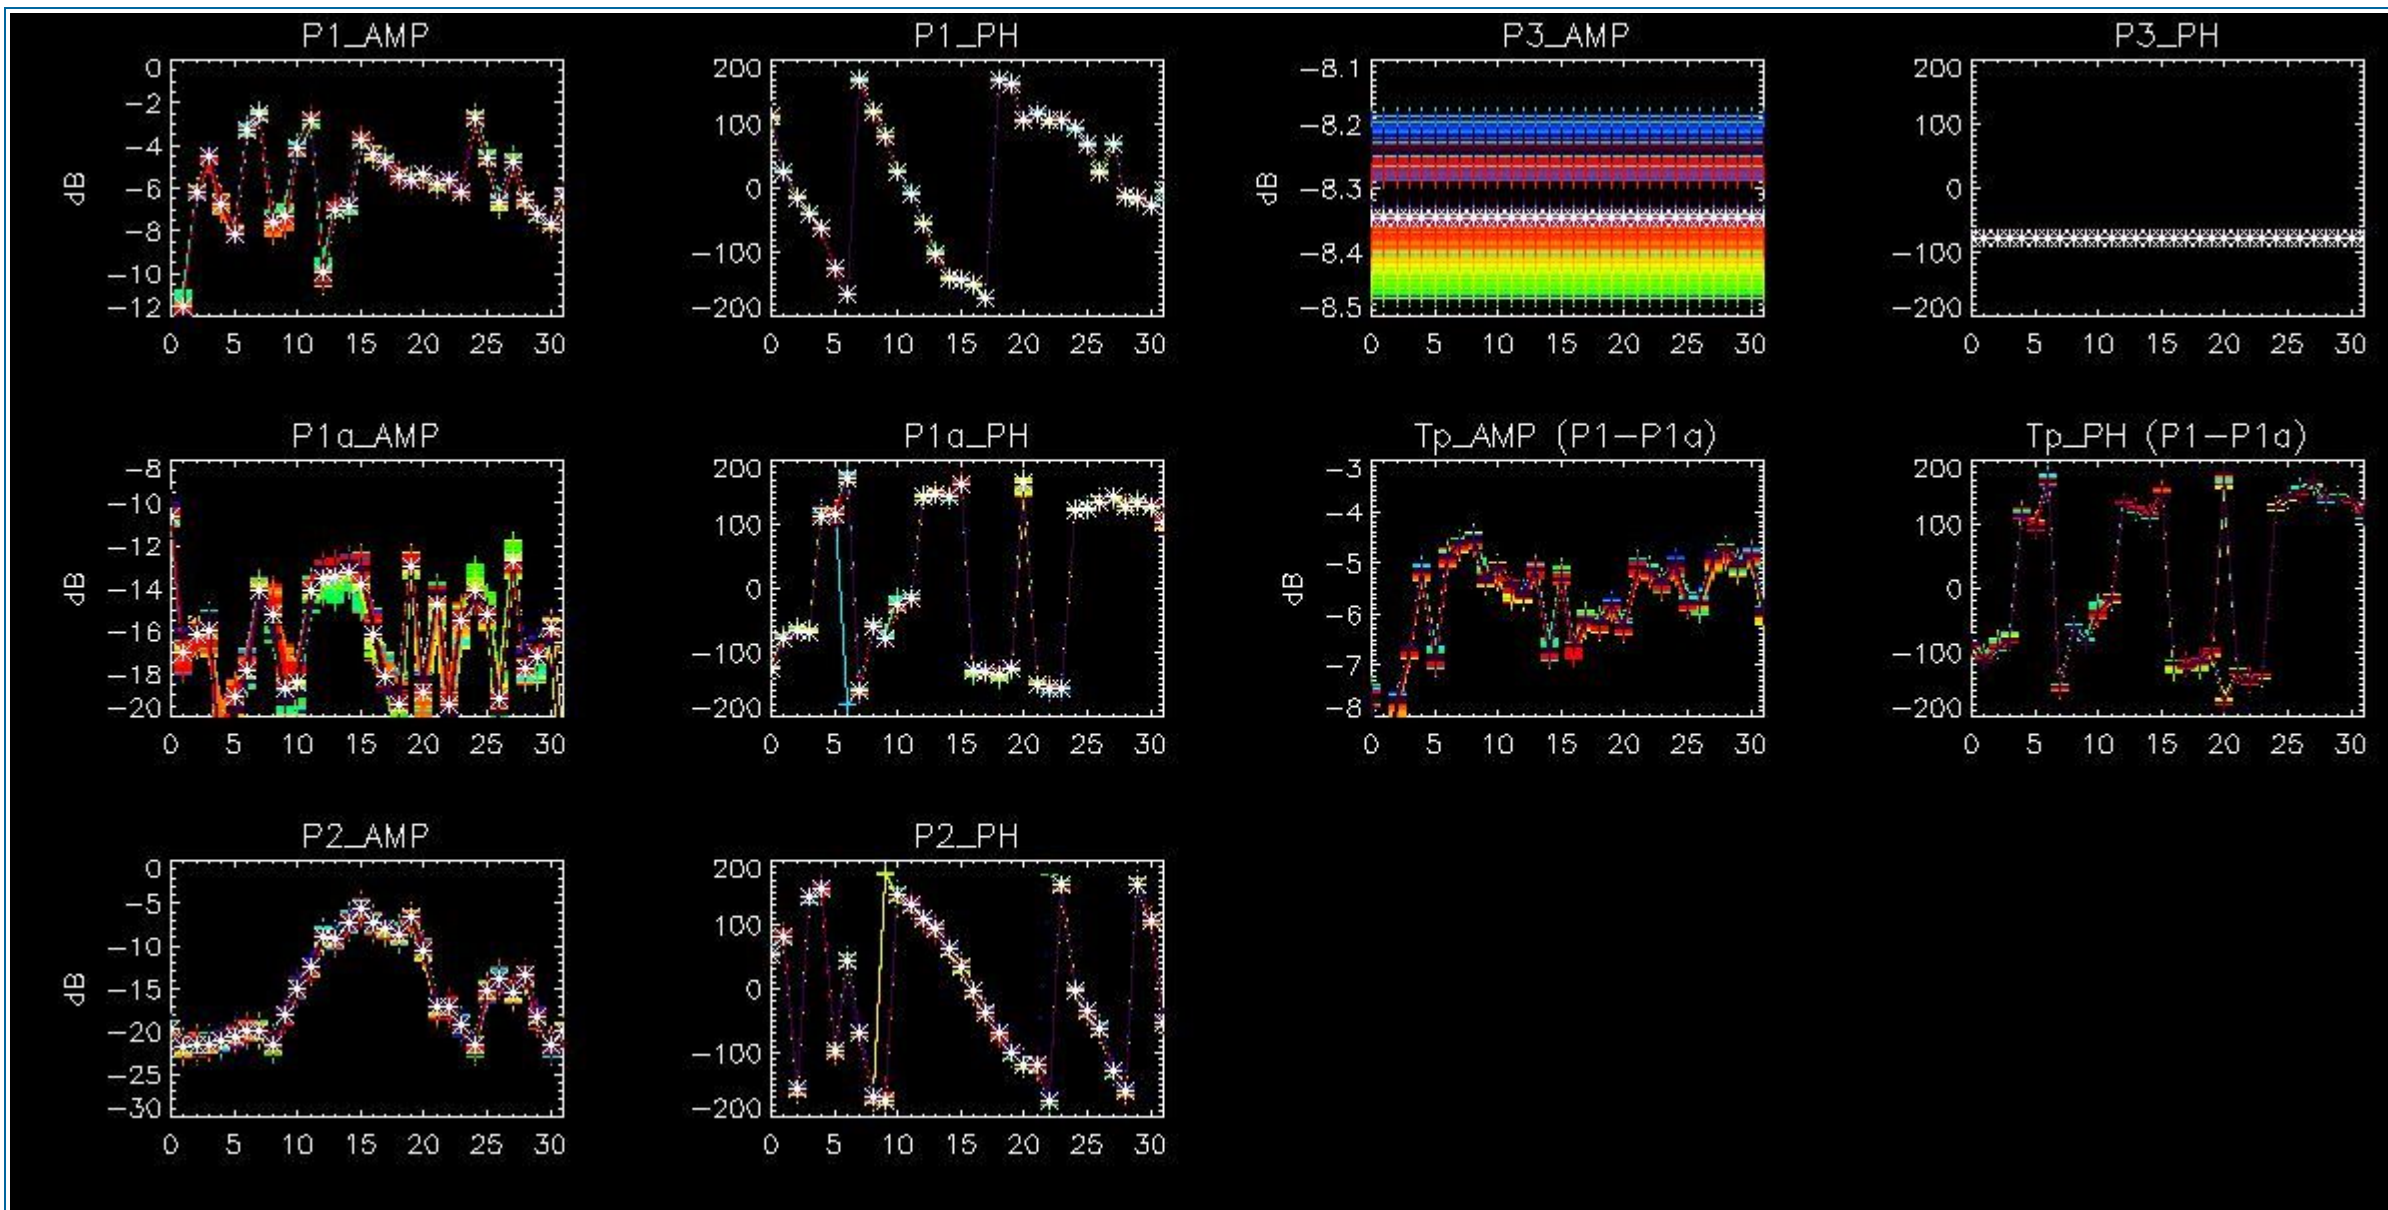 P1_AMP
0
−2
−4
−6
−8
−10
−12
dB
0 5 10 15 20 25 30
P1_PH
200
100
0
−100
−200
0 5 10 15 20 25 30
P3_AMP
−8.1
−8.2
−8.3
−8.4
−8.5
dB
0 5 10 15 20 25 30
P3_PH
200
100
0
−100
−200
0 5 10 15 20 25 30
P1a_AMP
−8
−10
−12
−14
−16
−18
−20
dB
0 5 10 15 20 25 30
P1a_PH
200
100
0
−100
−200
0 5 10 15 20 25 30
Tp_AMP (P1−P1a)
−3
−4
−5
−6
−7
−8
dB
0 5 10 15 20 25 30
Tp_PH (P1−P1a)
200
100
0
−100
−200
0 5 10 15 20 25 30
P2_AMP
0
−5
−10
−15
−20
−25
−30
dB
0 5 10 15 20 25 30
P2_PH
200
100
0
−100
−200
0 5 10 15 20 25 30